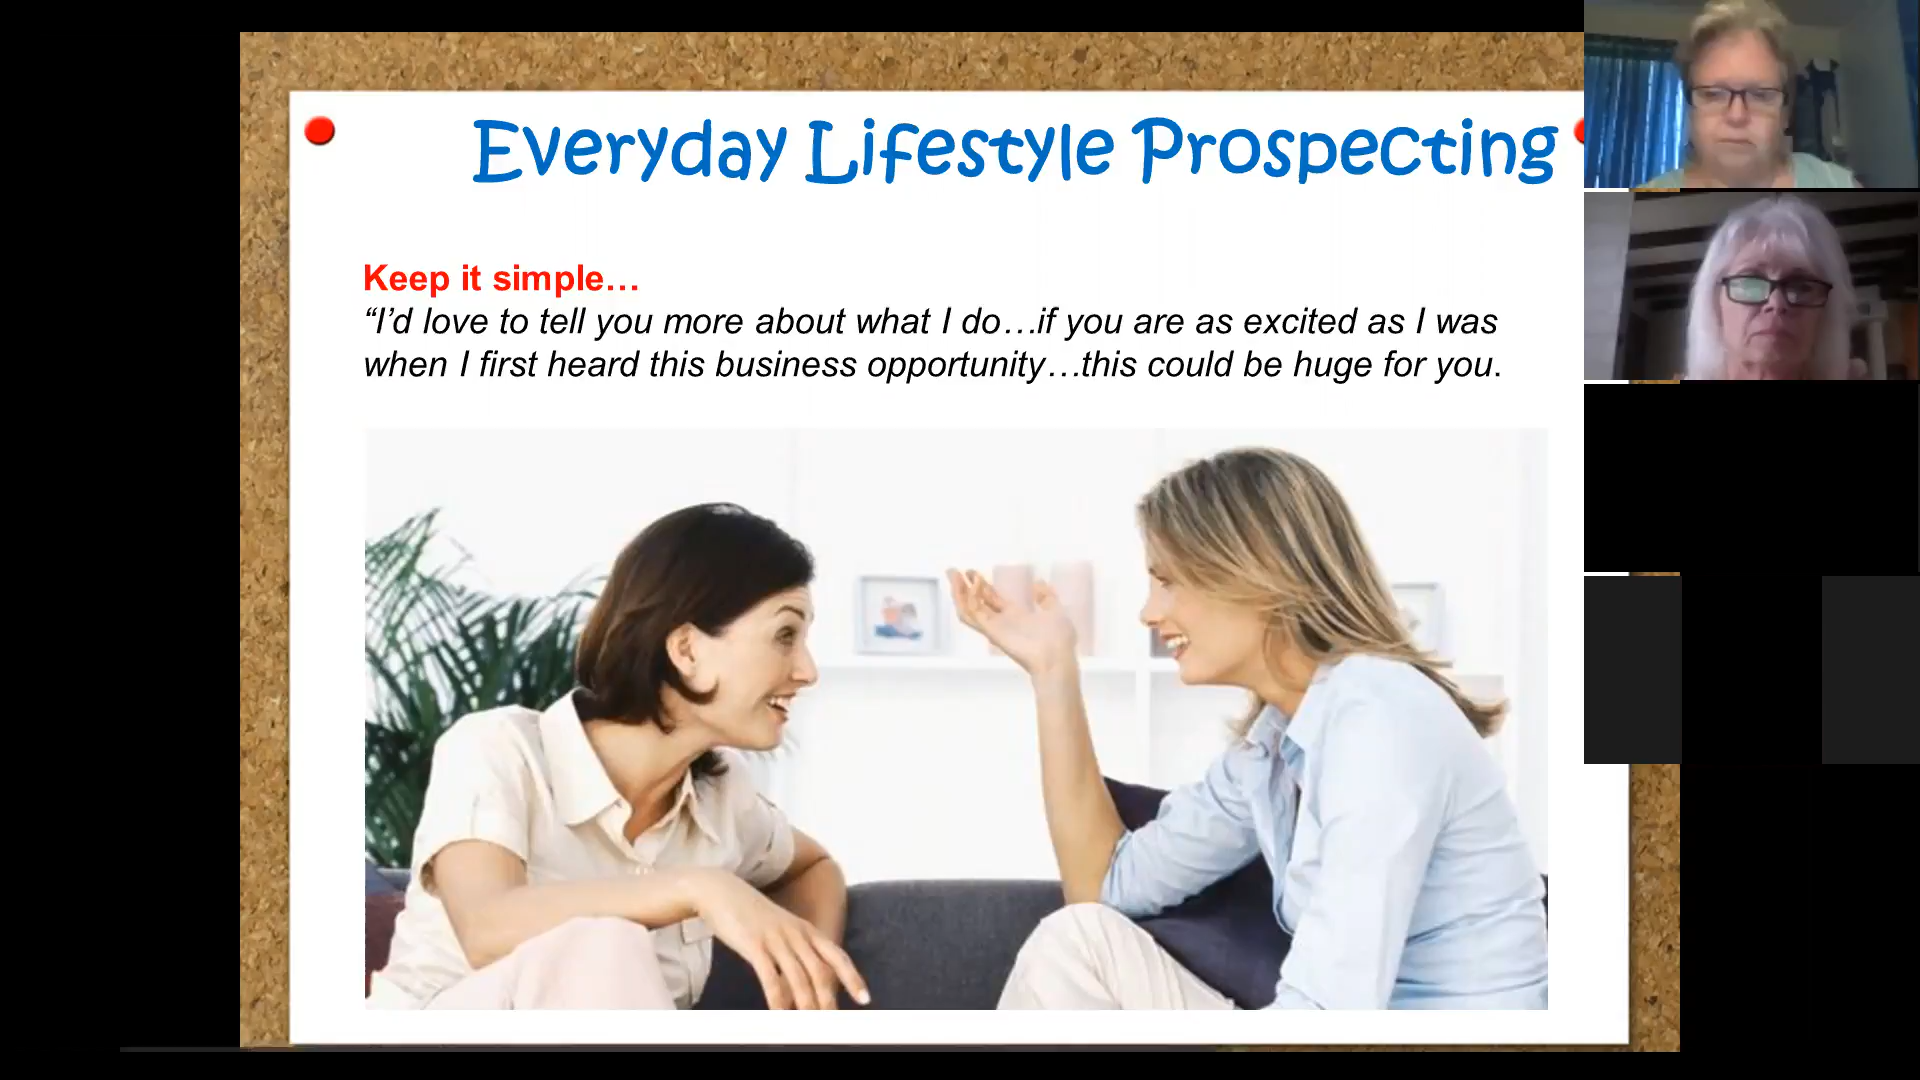 Everyday Lifestyle Prospecting
Keep it simple…
“I’d love to tell you more about what I do…if you are as excited as I was
when I first heard this business opportunity…this could be huge for you.